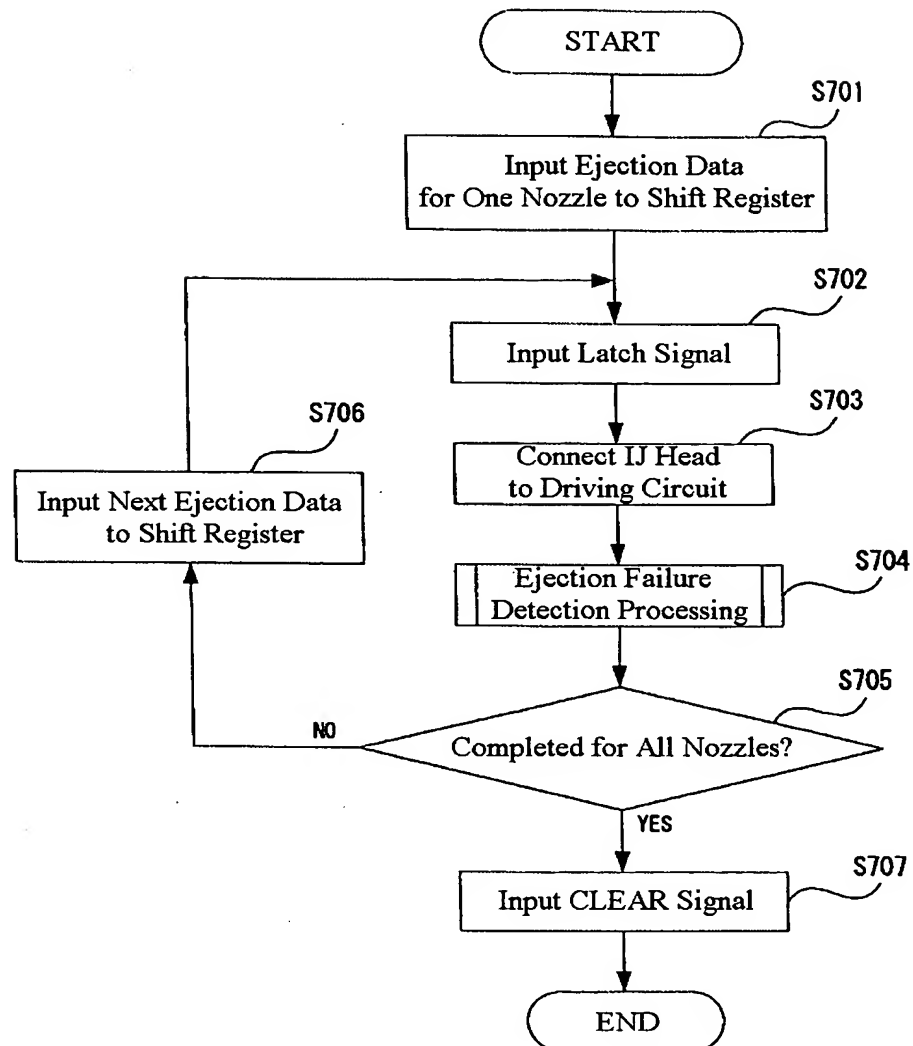 START
S701
Input Ejection Data
for One Nozzle to Shift Register
S702
Input Latch Signal
S703
Connect IJ Head
to Driving Circuit
S706
Input Next Ejection Data
to Shift Register
S704
Ejection Failure
Detection Processing
S705
NO
Completed for All Nozzles?
YES
S707
Input CLEAR Signal
END